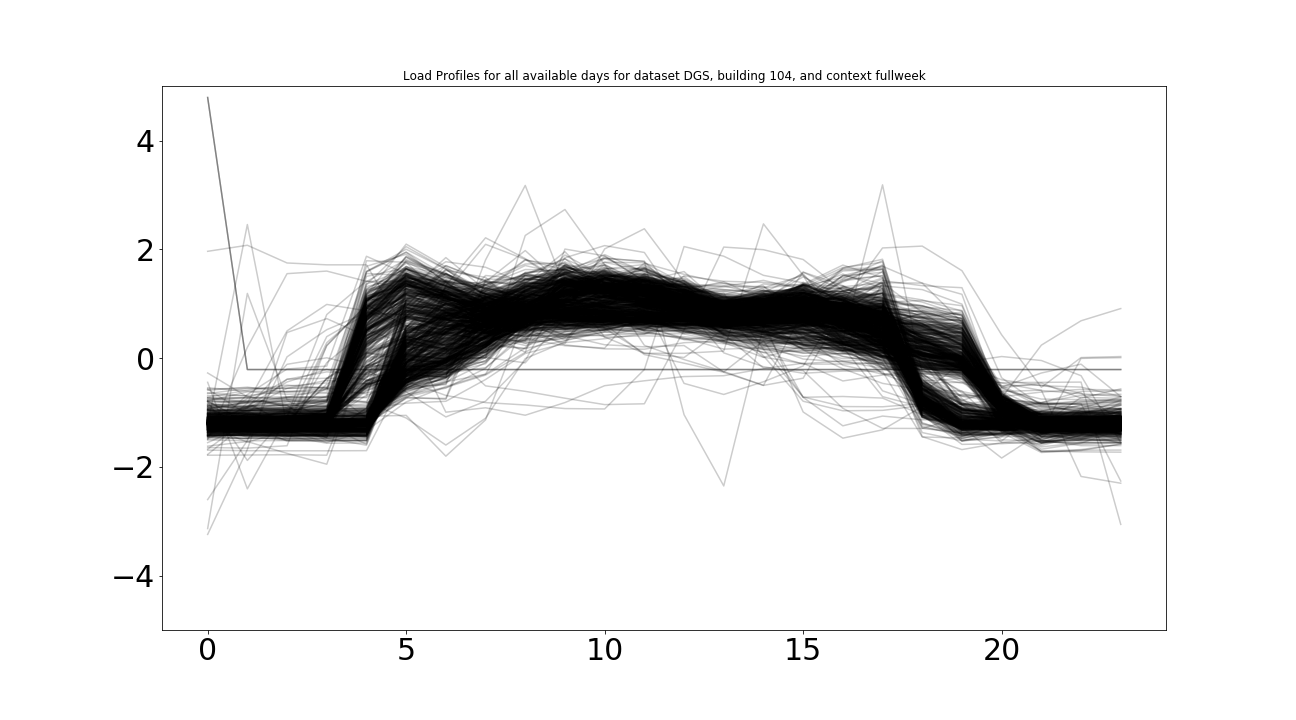 Load Profiles for all available days for dataset DGS, building 104, and context fullweek
4
2
0
−2
−4
0 5 10 15 20